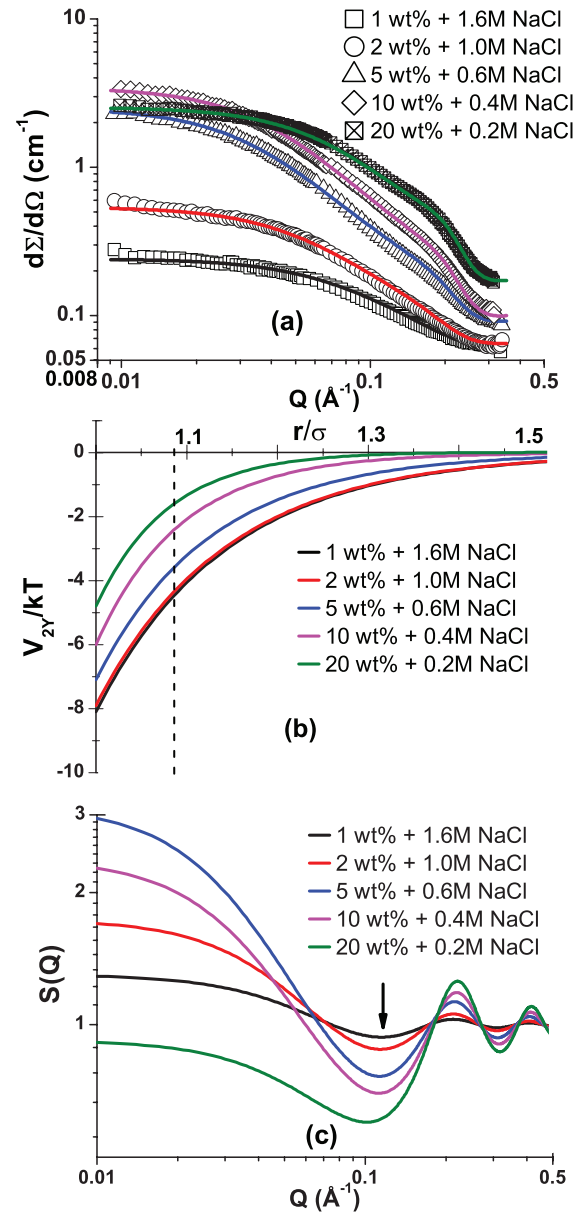 10
1
0.1
0.05
dΣ/dΩ (cm⁻¹)
1 wt% + 1.6M NaCl
2 wt% + 1.0M NaCl
5 wt% + 0.6M NaCl
10 wt% + 0.4M NaCl
20 wt% + 0.2M NaCl
(a)
0.008 0.01 0.1 0.5
Q (Å⁻¹)
1.1 r/σ 1.3 1.5
0
-2
-4
-6
-8
-10
V₂Y/kT
1 wt% + 1.6M NaCl
2 wt% + 1.0M NaCl
5 wt% + 0.6M NaCl
10 wt% + 0.4M NaCl
20 wt% + 0.2M NaCl
(b)
3
2
1
S(Q)
1 wt% + 1.6M NaCl
2 wt% + 1.0M NaCl
5 wt% + 0.6M NaCl
10 wt% + 0.4M NaCl
20 wt% + 0.2M NaCl
(c)
0.01 0.1 0.5
Q (Å⁻¹)